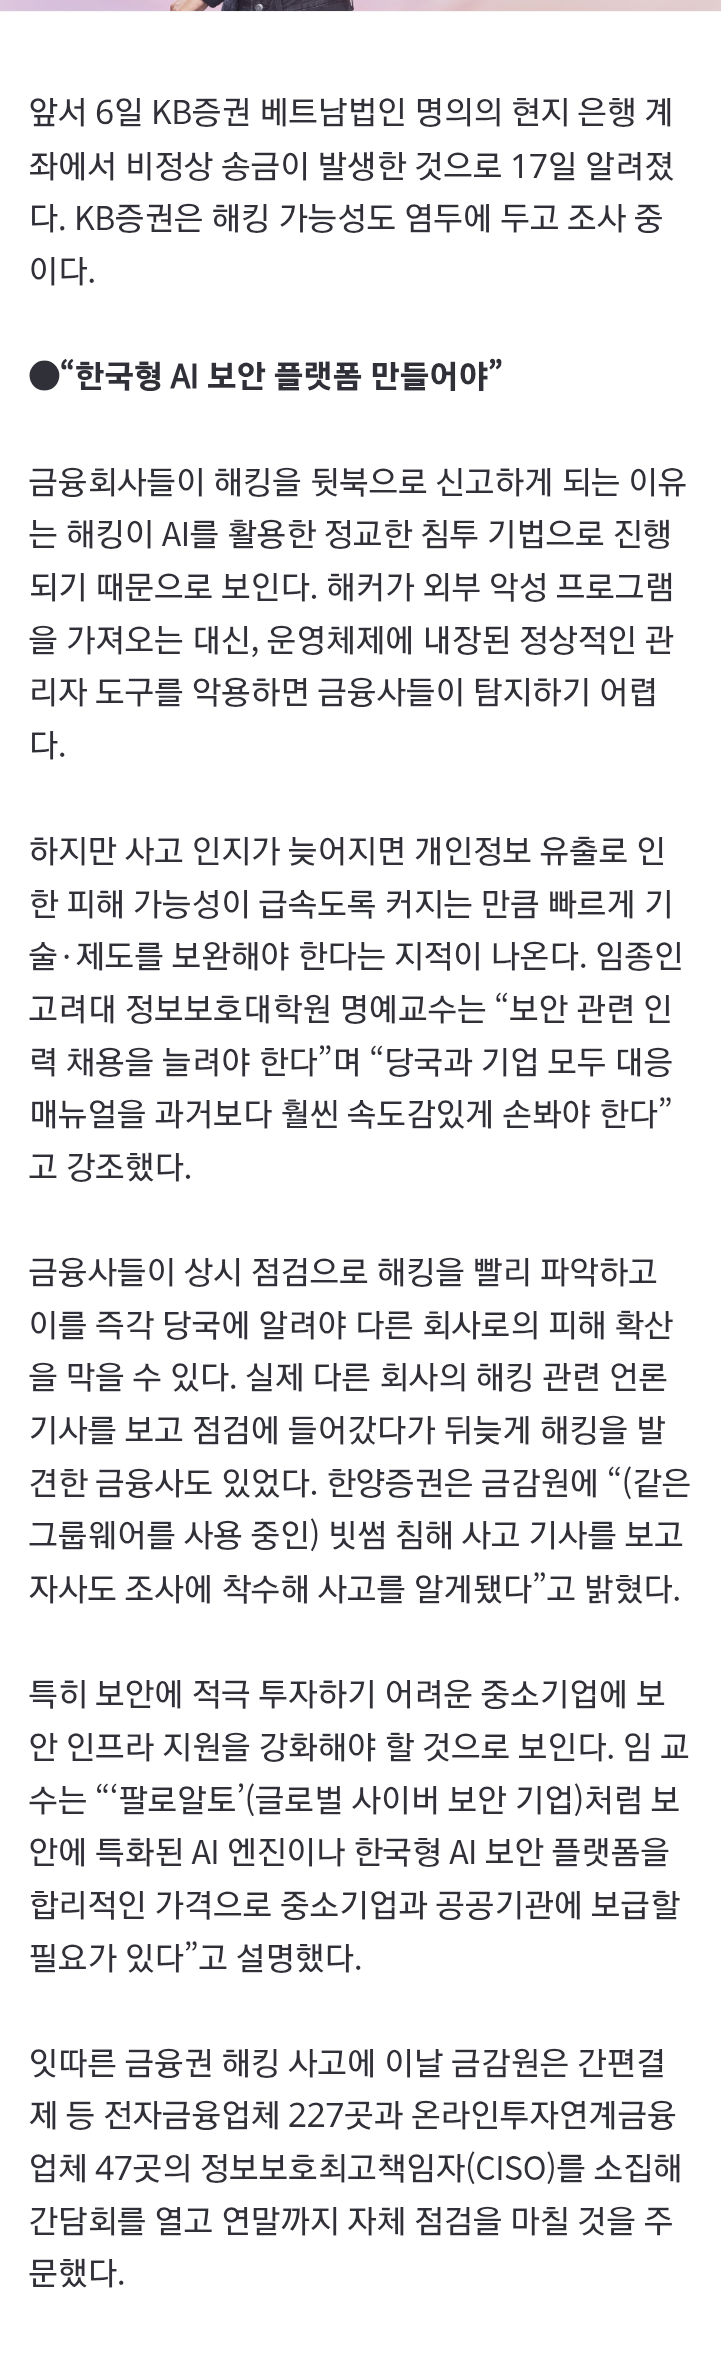 앞서 6일 KB증권 베트남법인 명의의 현지 은행 계
좌에서 비정상 송금이 발생한 것으로 17일 알려졌
다. KB증권은 해킹 가능성도 염두에 두고 조사 중
이다.
●“한국형 AI 보안 플랫폼 만들어야”
금융회사들이 해킹을 뒷북으로 신고하게 되는 이유
는 해킹이 AI를 활용한 정교한 침투 기법으로 진행
되기 때문으로 보인다. 해커가 외부 악성 프로그램
을 가져오는 대신, 운영체제에 내장된 정상적인 관
리자 도구를 악용하면 금융사들이 탐지하기 어렵
다.
하지만 사고 인지가 늦어지면 개인정보 유출로 인
한 피해 가능성이 급속도록 커지는 만큼 빠르게 기
술·제도를 보완해야 한다는 지적이 나온다. 임종인
고려대 정보보호대학원 명예교수는 “보안 관련 인
력 채용을 늘려야 한다”며 “당국과 기업 모두 대응
매뉴얼을 과거보다 훨씬 속도감있게 손봐야 한다”
고 강조했다.
금융사들이 상시 점검으로 해킹을 빨리 파악하고
이를 즉각 당국에 알려야 다른 회사로의 피해 확산
을 막을 수 있다. 실제 다른 회사의 해킹 관련 언론
기사를 보고 점검에 들어갔다가 뒤늦게 해킹을 발
견한 금융사도 있었다. 한양증권은 금감원에 “(같은
그룹웨어를 사용 중인) 빗썸 침해 사고 기사를 보고
자사도 조사에 착수해 사고를 알게됐다”고 밝혔다.
특히 보안에 적극 투자하기 어려운 중소기업에 보
안 인프라 지원을 강화해야 할 것으로 보인다. 임 교
수는 “‘팔로알토’(글로벌 사이버 보안 기업)처럼 보
안에 특화된 AI 엔진이나 한국형 AI 보안 플랫폼을
합리적인 가격으로 중소기업과 공공기관에 보급할
필요가 있다”고 설명했다.
잇따른 금융권 해킹 사고에 이날 금감원은 간편결
제 등 전자금융업체 227곳과 온라인투자연계금융
업체 47곳의 정보보호최고책임자(CISO)를 소집해
간담회를 열고 연말까지 자체 점검을 마칠 것을 주
문했다.